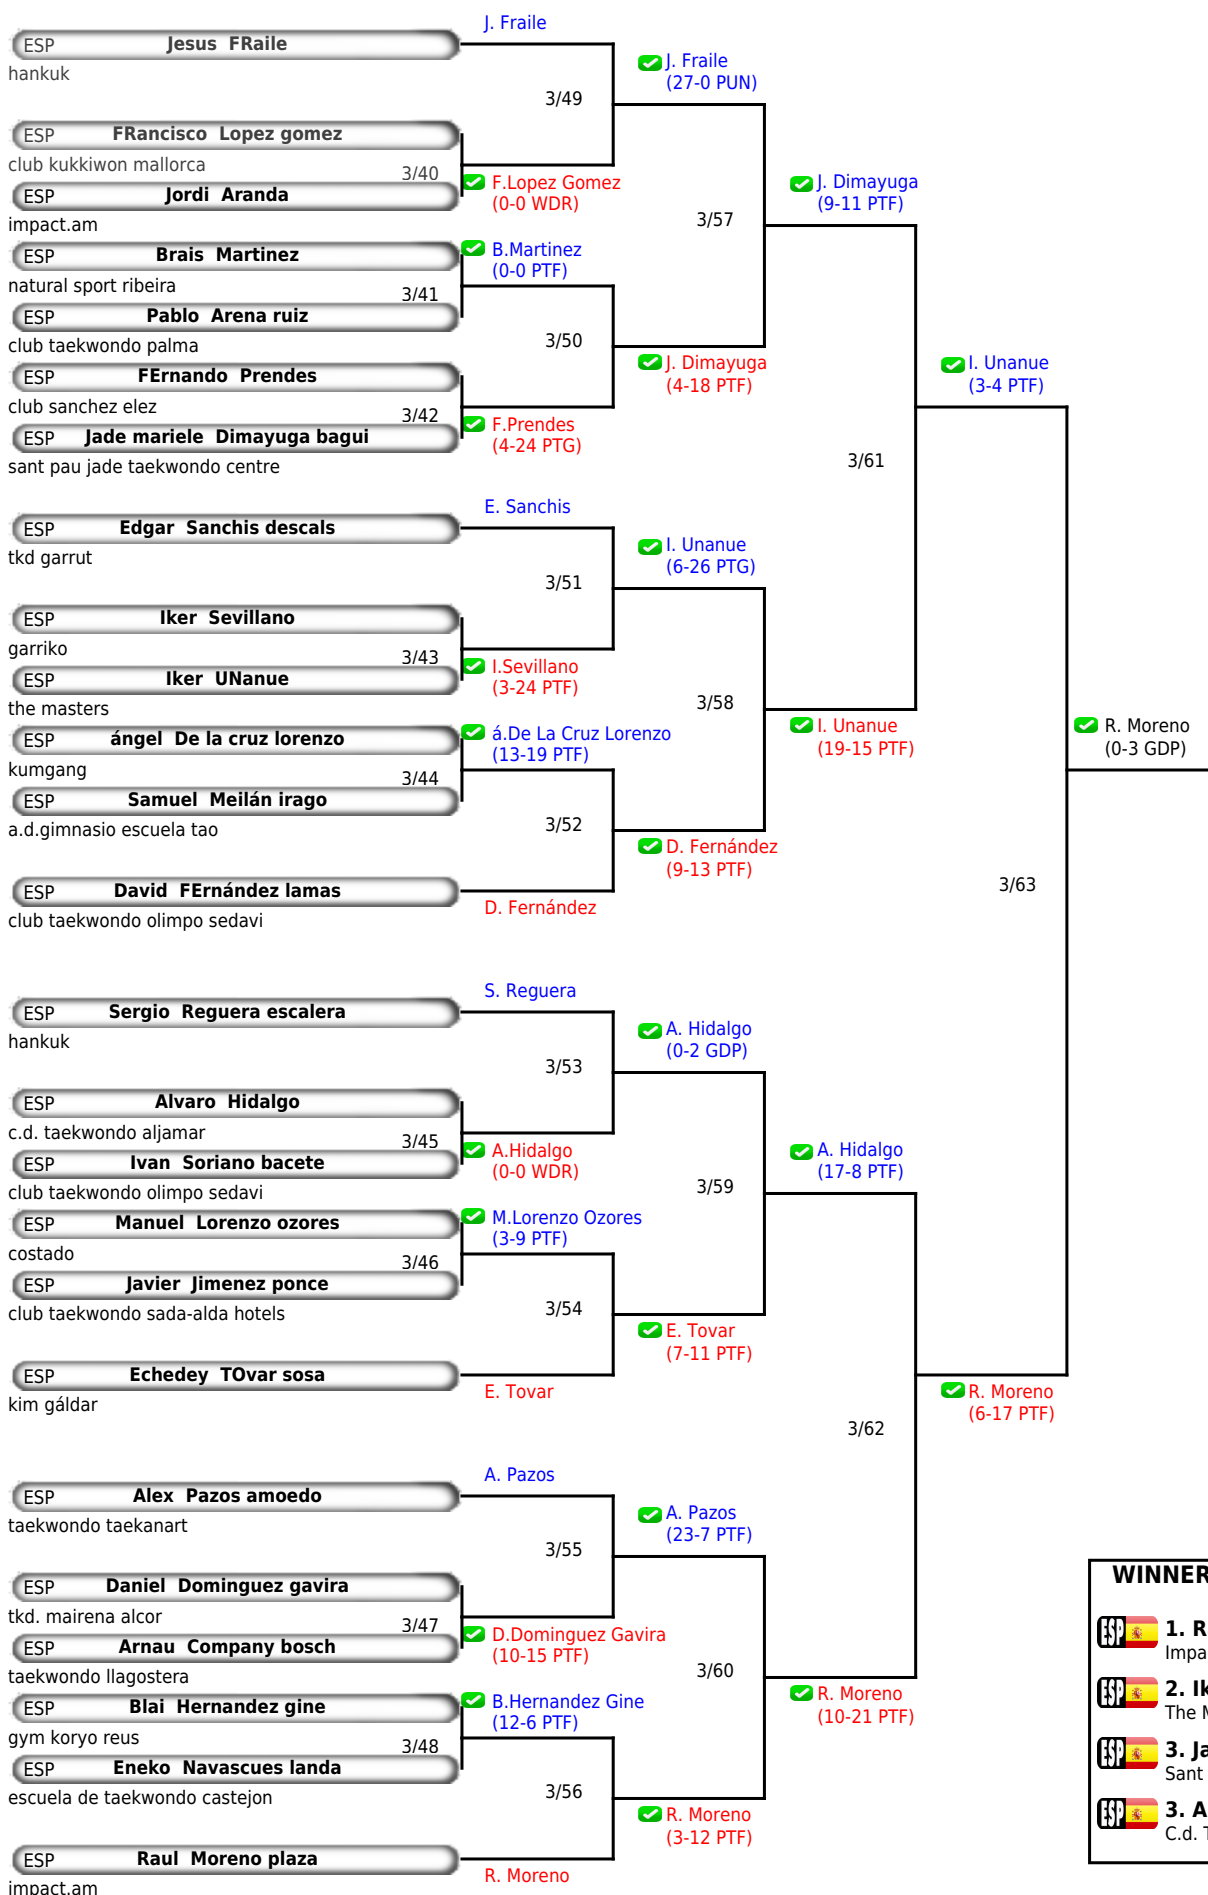 J. Fraile
ESP Jesus FRaile
hankuk
J. Fraile
(27-0 PUN)
3/49
ESP FRancisco Lopez gomez
club kukkiwon mallorca
3/40
F.Lopez Gomez
(0-0 WDR)
ESP Jordi Aranda
impact.am
J. Dimayuga
(9-11 PTF)
3/57
ESP Brais Martinez
natural sport ribeira
B.Martinez
(0-0 PTF)
3/41
ESP Pablo Arena ruiz
club taekwondo palma
3/50
J. Dimayuga
(4-18 PTF)
ESP FErnando Prendes
club sanchez elez
3/42
F.Prendes
(4-24 PTG)
ESP Jade mariele Dimayuga bagui
sant pau jade taekwondo centre
I. Unanue
(3-4 PTF)
3/61
E. Sanchis
ESP Edgar Sanchis descals
tkd garrut
I. Unanue
(6-26 PTG)
3/51
ESP Iker Sevillano
garriko
3/43
I.Sevillano
(3-24 PTF)
ESP Iker UNanue
the masters
3/58
I. Unanue
(19-15 PTF)
R. Moreno
(0-3 GDP)
ESP ángel De la cruz lorenzo
kumgang
á.De La Cruz Lorenzo
(13-19 PTF)
3/44
ESP Samuel Meilán irago
a.d.gimnasio escuela tao
3/52
D. Fernández
(9-13 PTF)
ESP David FErnández lamas
club taekwondo olimpo sedavi
D. Fernández
3/63
S. Reguera
ESP Sergio Reguera escalera
hankuk
A. Hidalgo
(0-2 GDP)
3/53
ESP Alvaro Hidalgo
c.d. taekwondo aljamar
3/45
A.Hidalgo
(0-0 WDR)
ESP Ivan Soriano bacete
club taekwondo olimpo sedavi
A. Hidalgo
(17-8 PTF)
3/59
ESP Manuel Lorenzo ozores
costado
M.Lorenzo Ozores
(3-9 PTF)
3/46
ESP Javier Jimenez ponce
club taekwondo sada-alda hotels
3/54
E. Tovar
(7-11 PTF)
ESP Echedey TOvar sosa
kim gáldar
E. Tovar
R. Moreno
(6-17 PTF)
3/62
A. Pazos
ESP Alex Pazos amoedo
taekwondo taekanart
A. Pazos
(23-7 PTF)
3/55
ESP Daniel Dominguez gavira
tkd. mairena alcor
3/47
D.Dominguez Gavira
(10-15 PTF)
ESP Arnau Company bosch
taekwondo llagostera
3/60
R. Moreno
(10-21 PTF)
ESP Blai Hernandez gine
gym koryo reus
B.Hernandez Gine
(12-6 PTF)
3/48
ESP Eneko Navascues landa
escuela de taekwondo castejon
3/56
R. Moreno
(3-12 PTF)
ESP Raul Moreno plaza
impact.am
R. Moreno
WINNER
ESP 1. R
Impa
ESP 2. Ik
The M
ESP 3. Ja
Sant
ESP 3. A
C.d. T